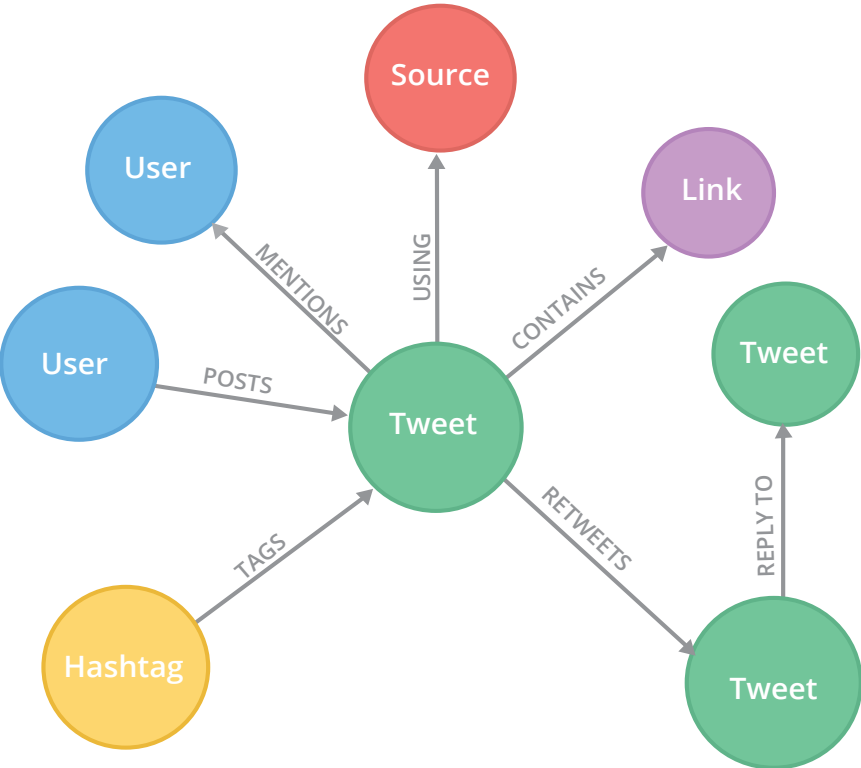 Source
User
Link
MENTIONS
USING
CONTAINS
User
POSTS
Tweet
Tweet
TAGS
RETWEETS
REPLY TO
Hashtag
Tweet